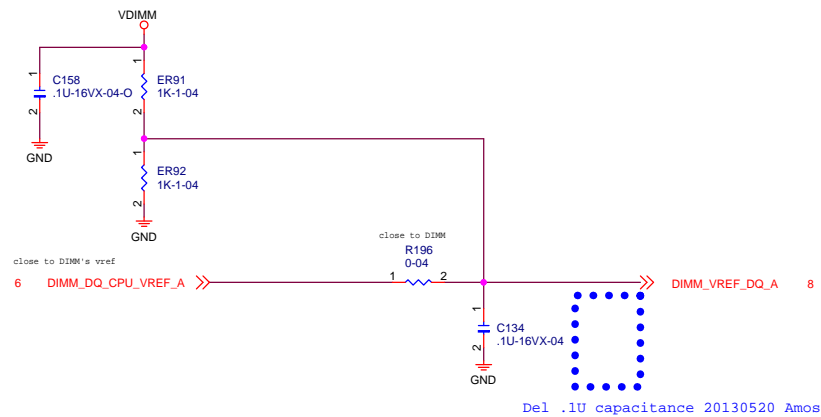 VDIMM
1
C158
.1U-16VX-04-O
2
GND
1
ER91
1K-1-04
2
1
ER92
1K-1-04
2
GND
close to DIMM's vref
6 DIMM_DQ_CPU_VREF_A
close to DIMM
R196
0-04
1 2
DIMM_VREF_DQ_A 8
1
C134
.1U-16VX-04
2
GND
Del .1U capacitance 20130520 Amos